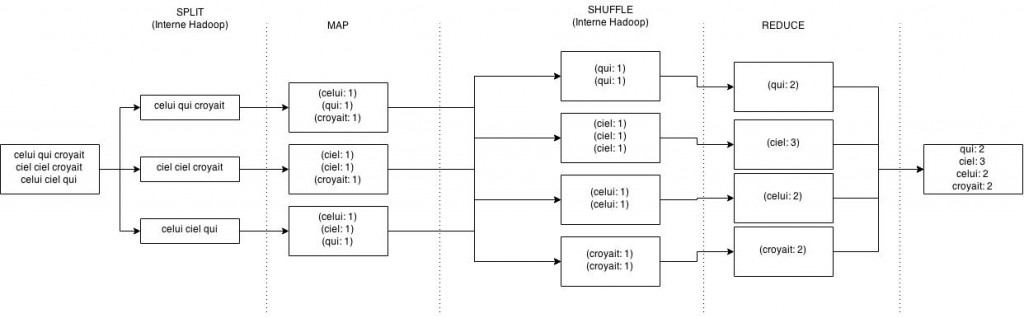 SPLIT
(Interne Hadoop)
MAP
SHUFFLE
(Interne Hadoop)
REDUCE
celui qui croyait
ciel ciel croyait
celui ciel qui
celui qui croyait
ciel ciel croyait
celui ciel qui
(celui: 1)
(qui: 1)
(croyait: 1)
(ciel: 1)
(ciel: 1)
(croyait: 1)
(celui: 1)
(ciel: 1)
(qui: 1)
(qui: 1)
(qui: 1)
(ciel: 1)
(ciel: 1)
(ciel: 1)
(celui: 1)
(celui: 1)
(croyait: 1)
(croyait: 1)
(qui: 2)
(ciel: 3)
(celui: 2)
(croyait: 2)
qui: 2
ciel: 3
celui: 2
croyait: 2